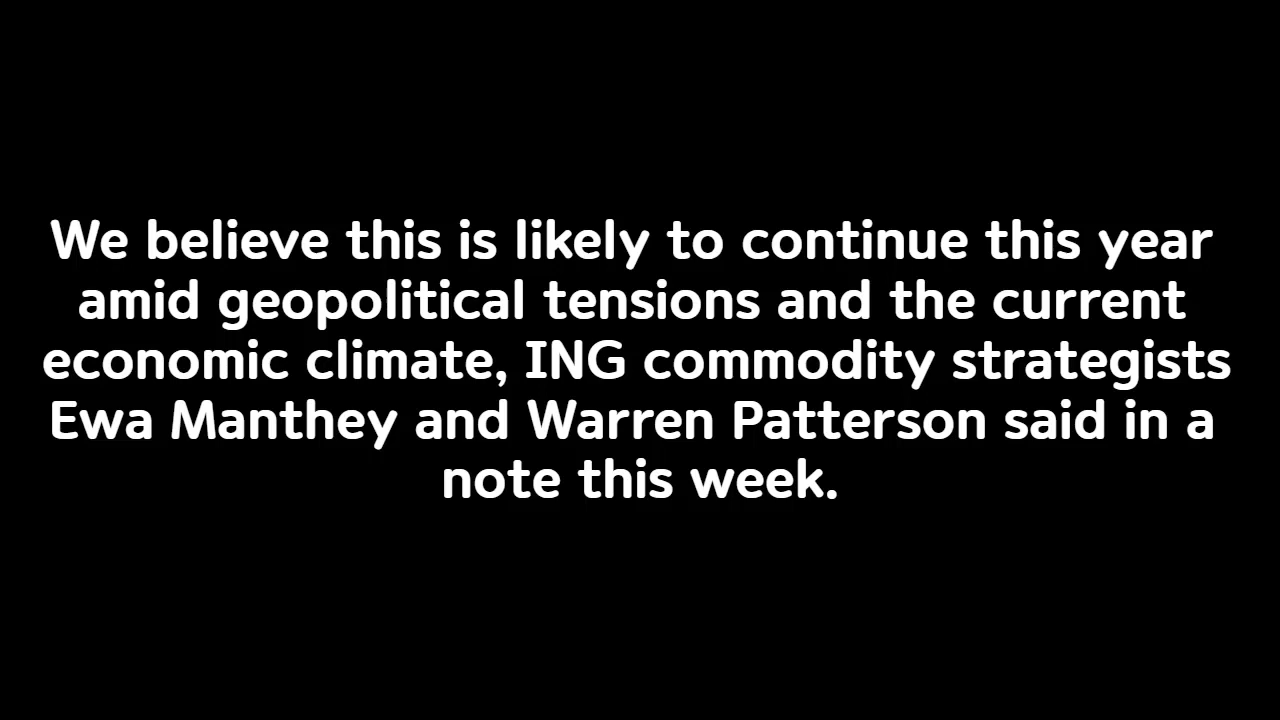 We believe this is likely to continue this year
amid geopolitical tensions and the current
economic climate, ING commodity strategists
Ewa Manthey and Warren Patterson said in a
note this week.